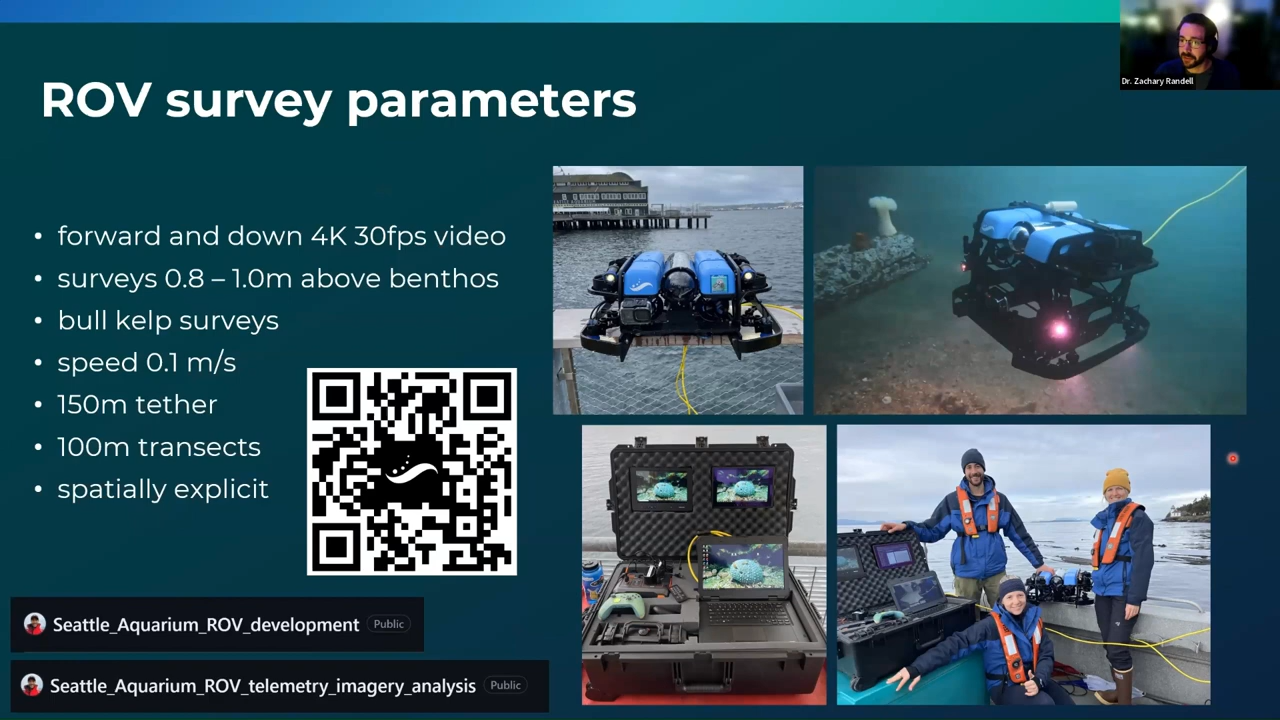 Dr. Zachary Randell
ROV survey parameters
• forward and down 4K 30fps video
• surveys 0.8 – 1.0m above benthos
• bull kelp surveys
• speed 0.1 m/s
• 150m tether
• 100m transects
• spatially explicit
Seattle_Aquarium_ROV_development Public
Seattle_Aquarium_ROV_telemetry_imagery_analysis Public